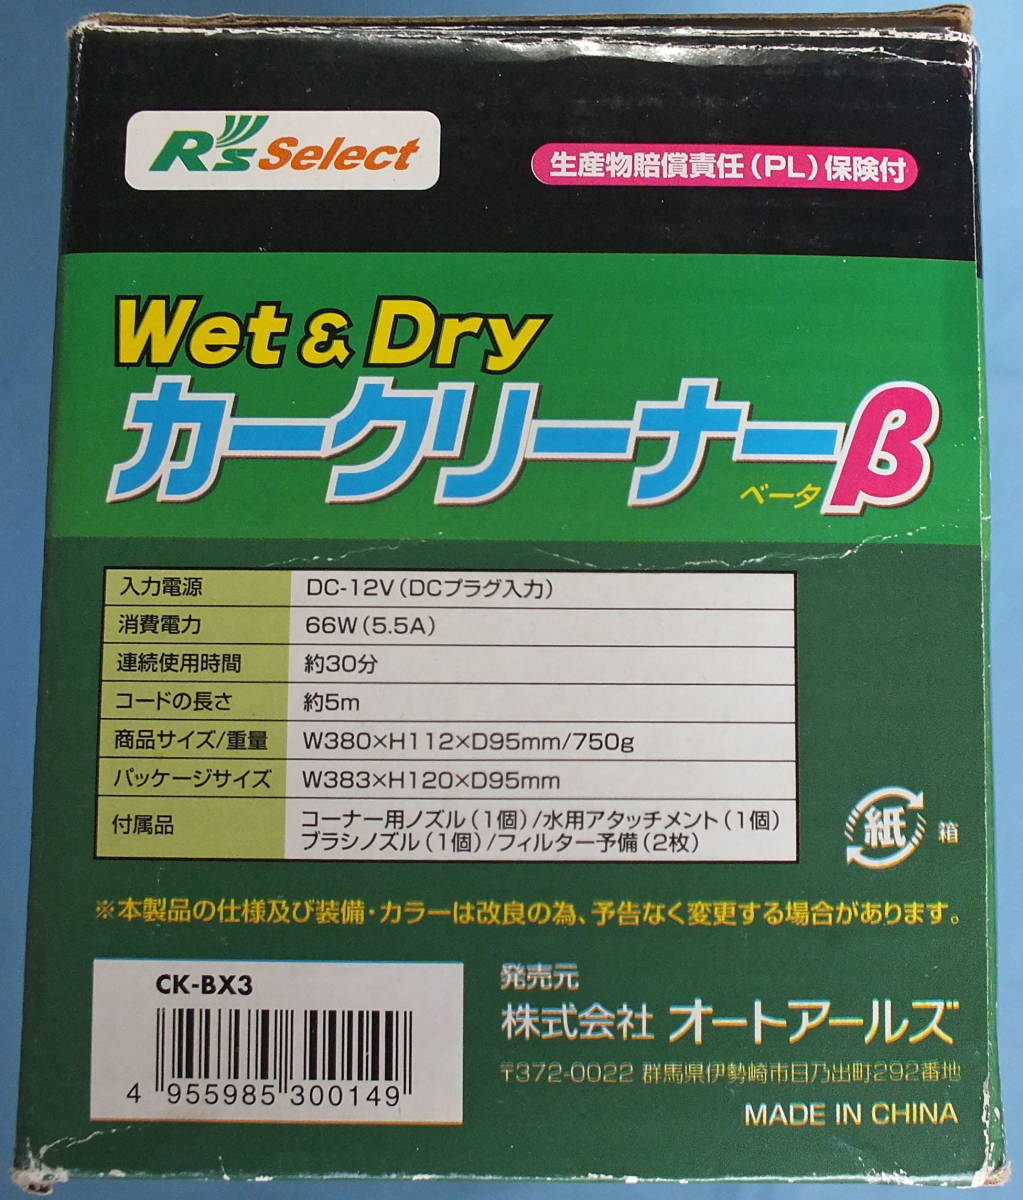 R's Select
生産物賠償責任(PL)保険付
Wet & Dry
カークリーナーβ
ベータ
入力電源 DC-12V(DCプラグ入力)
消費電力 66W(5.5A)
連続使用時間 約30分
コードの長さ 約5m
商品サイズ/重量 W380×H112×D95mm/750g
パッケージサイズ W383×H120×D95mm
付属品 コーナー用ノズル(1個)/水用アタッチメント(1個)
ブラシノズル(1個)/フィルター予備(2枚)
紙 箱
※本製品の仕様及び装備・カラーは改良の為、予告なく変更する場合があります。
CK-BX3
4 955985 300149
発売元
株式会社 オートアールズ
〒372-0022 群馬県伊勢崎市日乃出町292番地
MADE IN CHINA